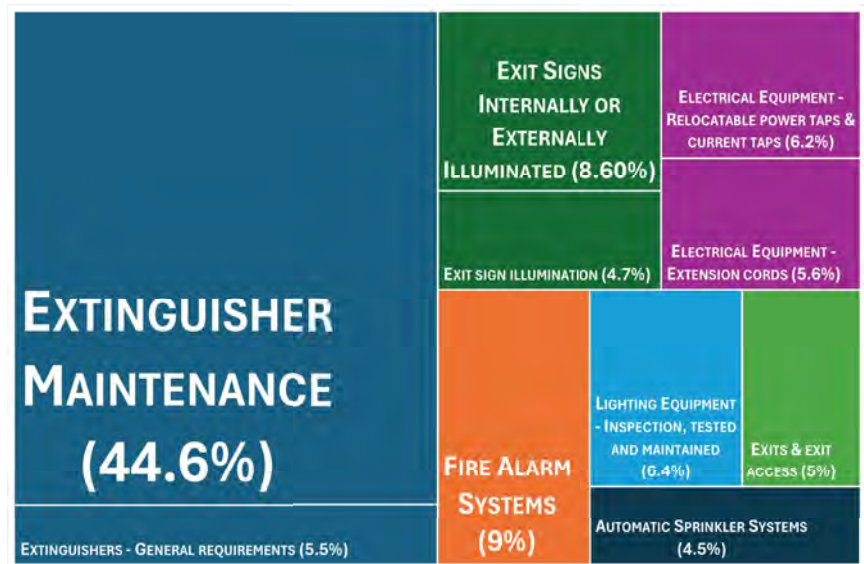 EXTINGUISHER
MAINTENANCE
(44.6%)
EXTINGUISHERS - GENERAL REQUIREMENTS (5.5%)
EXIT SIGNS
INTERNALLY OR
EXTERNALLY
ILLUMINATED (8.60%)
EXIT SIGN ILLUMINATION (4.7%)
ELECTRICAL EQUIPMENT -
RELOCATABLE POWER TAPS &
CURRENT TAPS (6.2%)
ELECTRICAL EQUIPMENT -
EXTENSION CORDS (5.6%)
FIRE ALARM
SYSTEMS
(9%)
LIGHTING EQUIPMENT
- INSPECTION, TESTED
AND MAINTAINED
(6.4%)
EXITS & EXIT
ACCESS (5%)
AUTOMATIC SPRINKLER SYSTEMS
(4.5%)